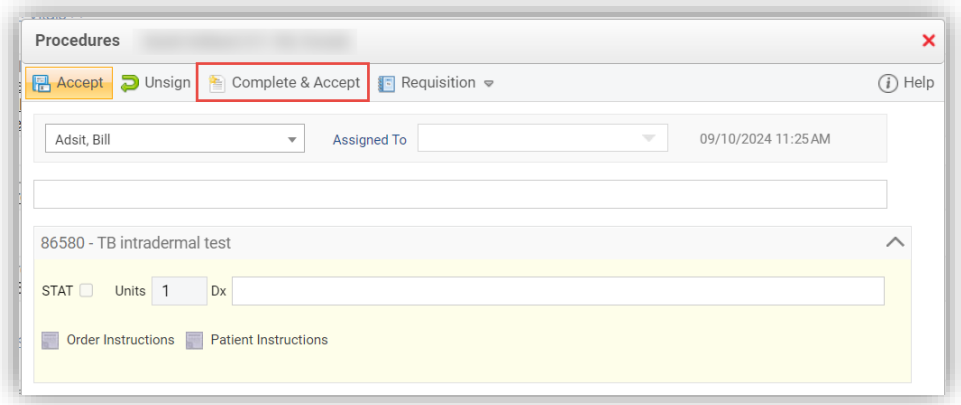 Procedures
Accept Unsign Complete & Accept Requisition Help
Adsit, Bill Assigned To 09/10/2024 11:25 AM
86580 - TB intradermal test
STAT Units 1 Dx
Order Instructions Patient Instructions